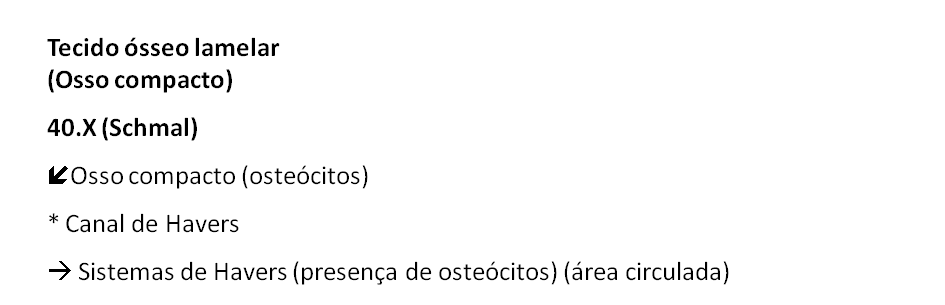 Tecido ósseo lamelar
(Osso compacto)
40.X (Schmal)
🡿Osso compacto (osteócitos)
* Canal de Havers
→ Sistemas de Havers (presença de osteócitos) (área circulada)